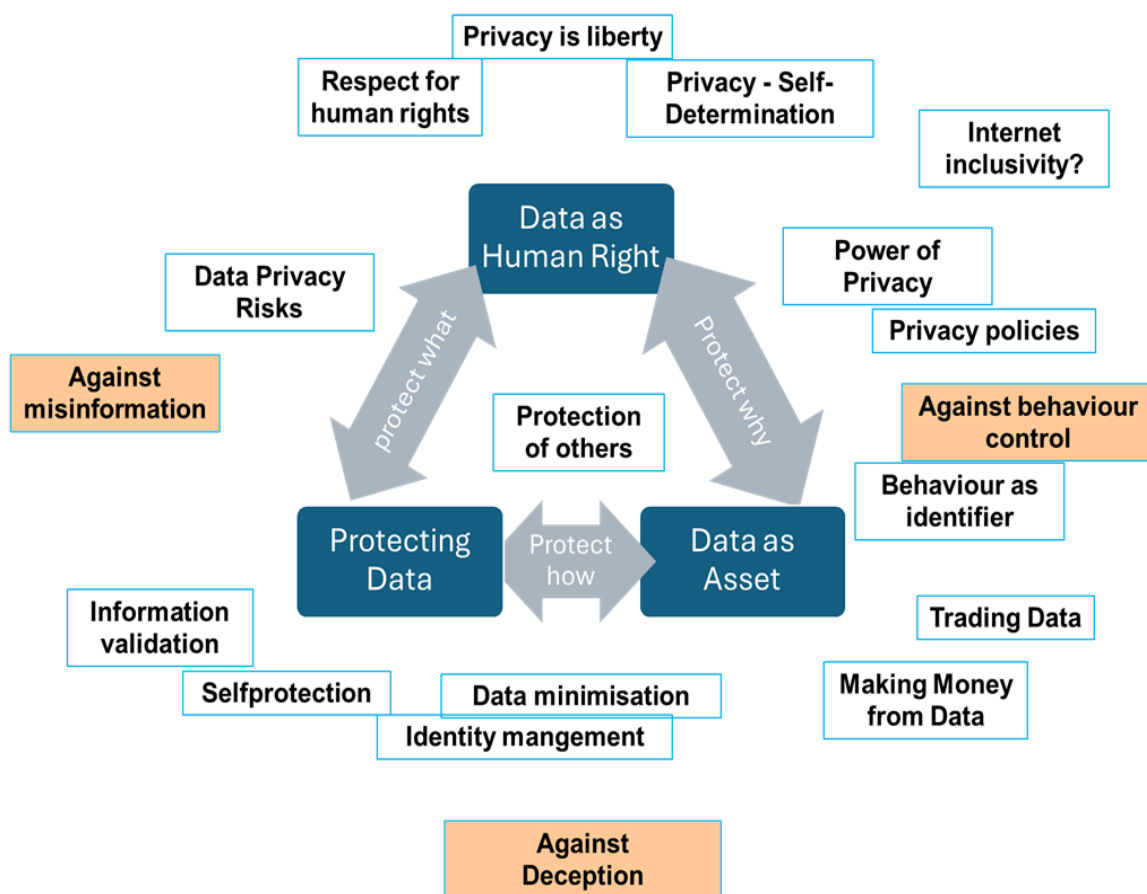 Privacy is liberty
Respect for
human rights
Privacy - Self-
Determination
Internet
inclusivity?
Data as
Human Right
Power of
Privacy
Data Privacy
Risks
Privacy policies
protect what
Protect why
Against
misinformation
Against behaviour
control
Protection
of others
Behaviour as
identifier
Protecting
Data
Protect
how
Data as
Asset
Information
validation
Trading Data
Selfprotection
Data minimisation
Making Money
from Data
Identity mangement
Against
Deception